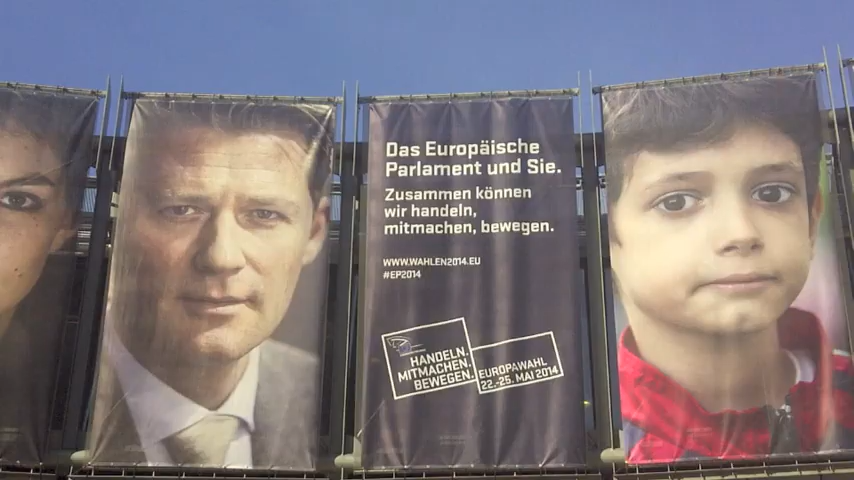 Das Europäische
Parlament und Sie.
Zusammen können
wir handeln,
mitmachen, bewegen.
WWW.WAHLEN2014.EU
#EP2014
HANDELN.
MITMACHEN.
BEWEGEN.
EUROPAWAHL
22.-25. MAI 2014